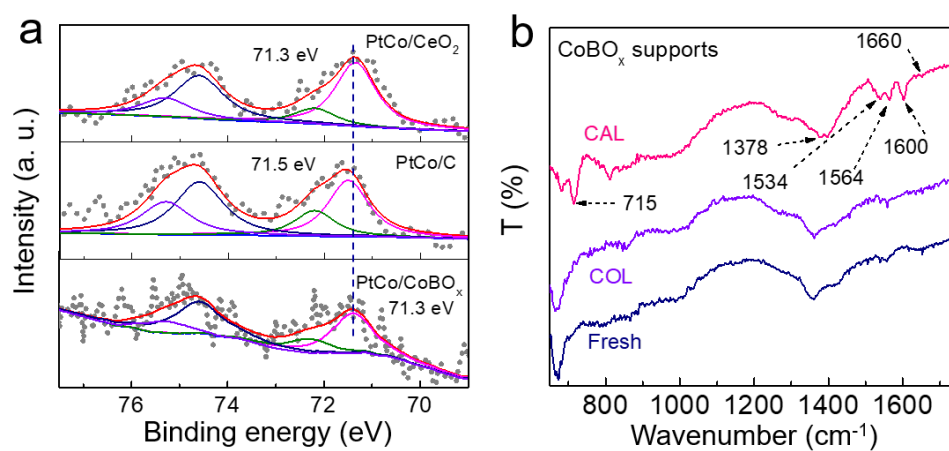 a
PtCo/CeO₂
71.3 eV
PtCo/C
71.5 eV
PtCo/CoBOₓ
71.3 eV
Intensity (a. u.)
76 74 72 70
Binding energy (eV)
b
CoBOₓ supports
1660
CAL
1378
1600
1534
1564
715
COL
Fresh
T (%)
800 1000 1200 1400 1600
Wavenumber (cm⁻¹)